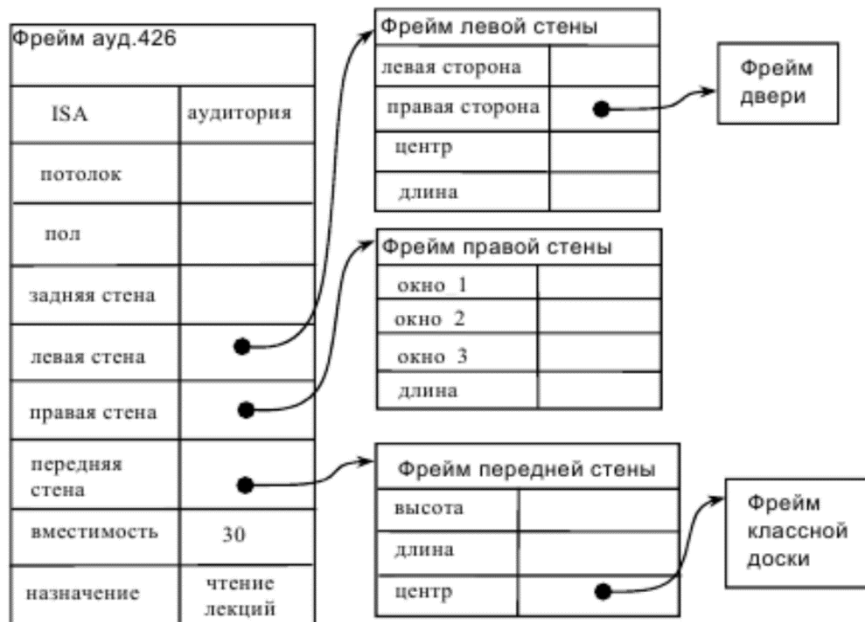 Фрейм ауд.426
ISA
аудитория
потолок
пол
задняя стена
левая стена
правая стена
передняя
стена
вместимость
30
назначение
чтение
лекций
Фрейм левой стены
левая сторона
правая сторона
центр
длина
Фрейм
двери
Фрейм правой стены
окно_1
окно 2
окно 3
длина
Фрейм передней стены
высота
длина
центр
Фрейм
классной
доски